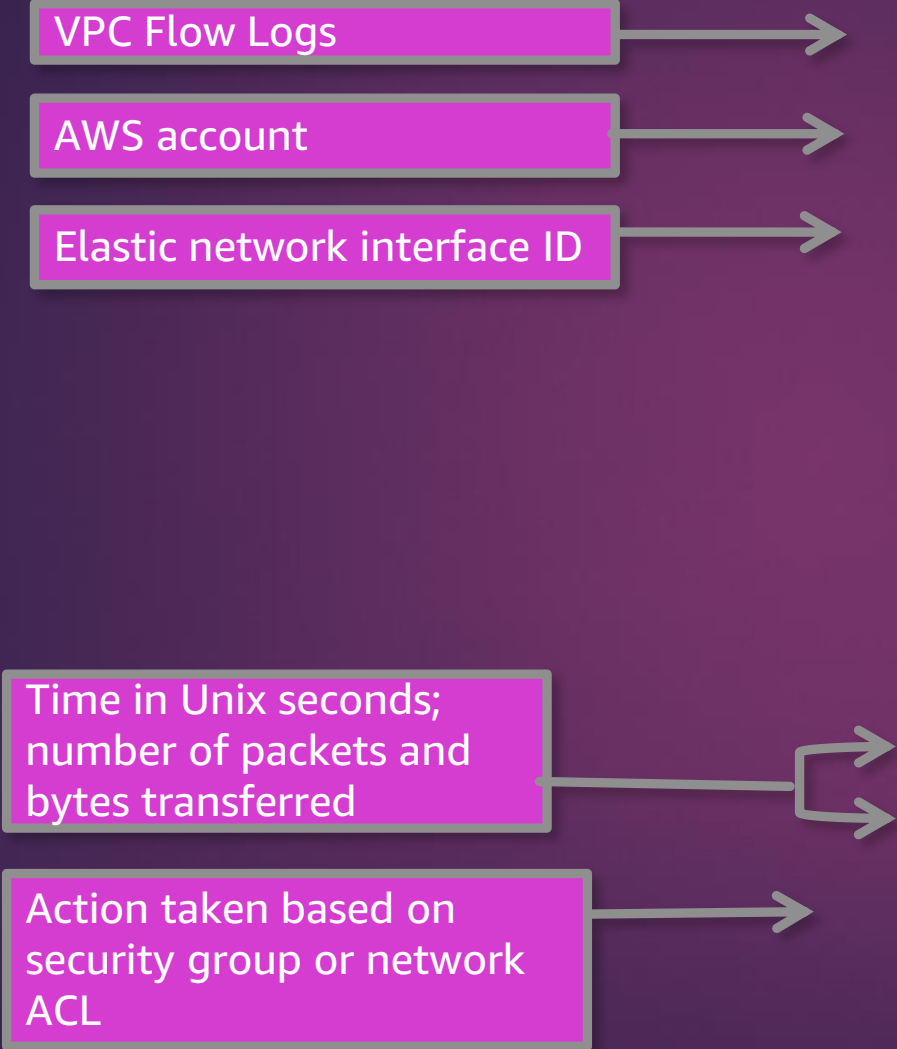 VPC Flow Logs
AWS account
Elastic network interface ID
Time in Unix seconds;
number of packets and
bytes transferred
Action taken based on
security group or network
ACL